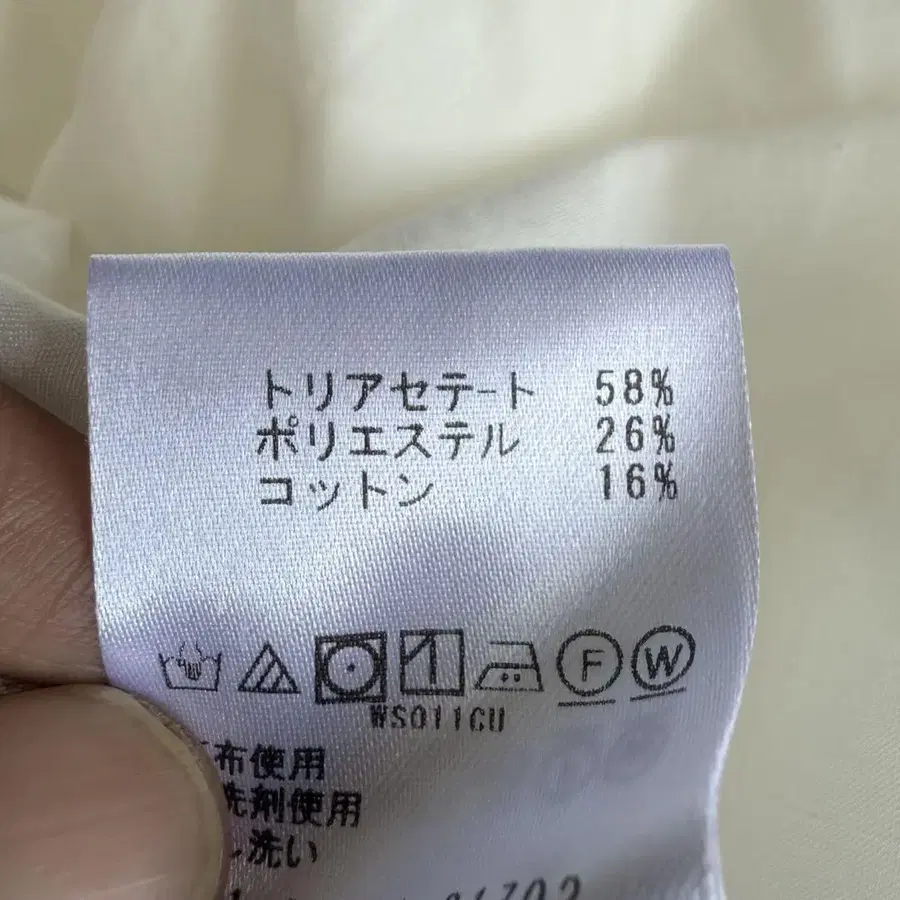 トリアセテート 58%
ポリエステル 26%
コットン 16%
F W
WS011CU
布使用
洗剤使用
洗い